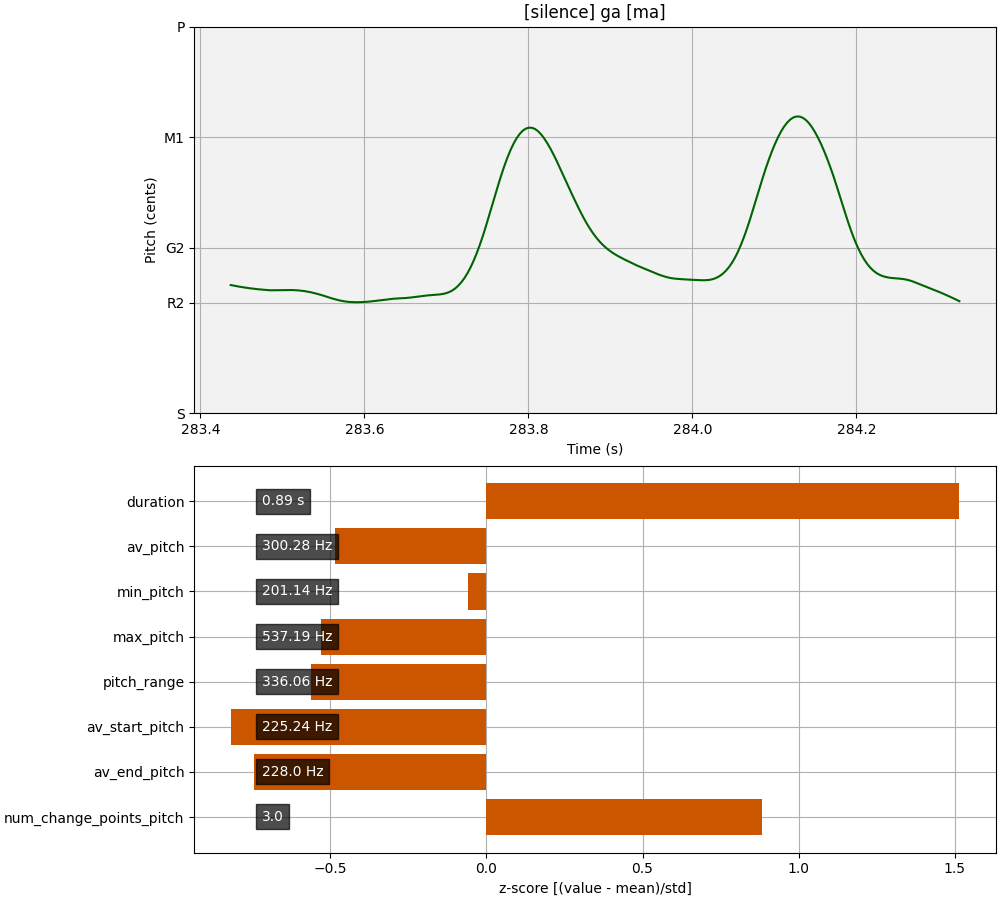 [silence] ga [ma]
P
M1
G2
R2
S
Pitch (cents)
283.4 283.6 283.8 284.0 284.2
Time (s)
duration 0.89 s
av_pitch 300.28 Hz
min_pitch 201.14 Hz
max_pitch 537.19 Hz
pitch_range 336.06 Hz
av_start_pitch 225.24 Hz
av_end_pitch 228.0 Hz
num_change_points_pitch 3.0
−0.5 0.0 0.5 1.0 1.5
z-score [(value - mean)/std]